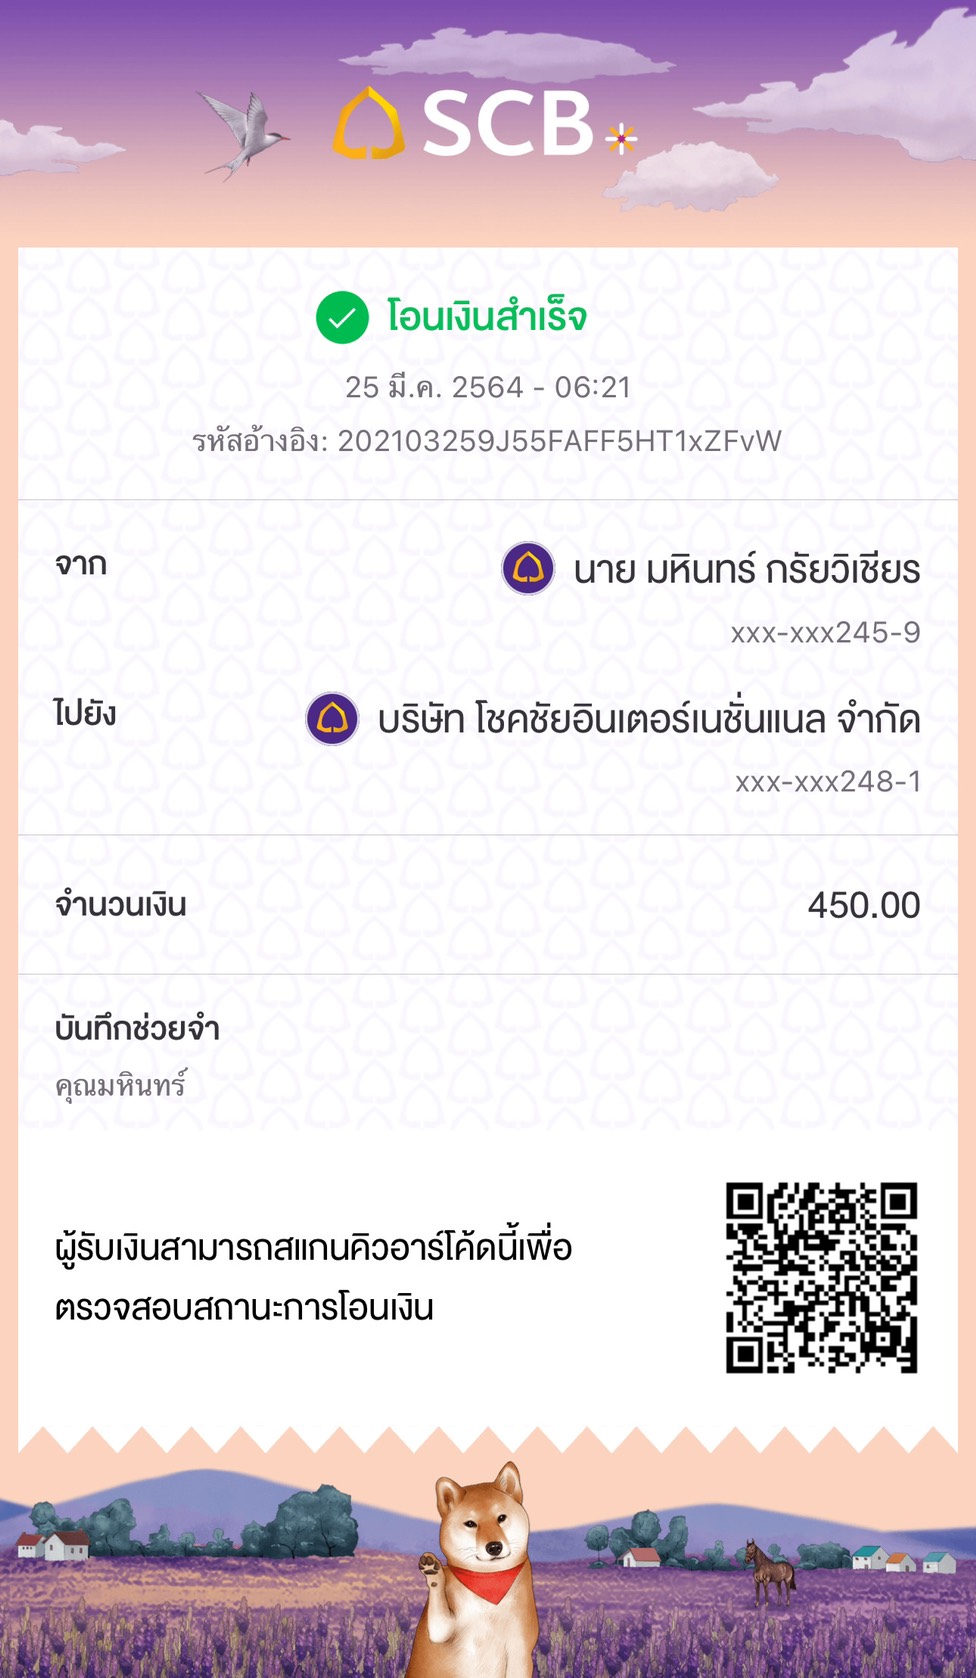 SCB
โอนเงินสำเร็จ
25 มี.ค. 2564 - 06:21
รหัสอ้างอิง: 202103259J55FAFF5HT1xZFvW
จาก
นาย มหินทร์ กรัยวิเชียร
xxx-xxx245-9
ไปยัง
บริษัท โชคชัยอินเตอร์เนชั่นแนล จำกัด
xxx-xxx248-1
จำนวนเงิน
450.00
บันทึกช่วยจำ
คุณมหินทร์
ผู้รับเงินสามารถสแกนคิวอาร์โค้ดนี้เพื่อ
ตรวจสอบสถานะการโอนเงิน